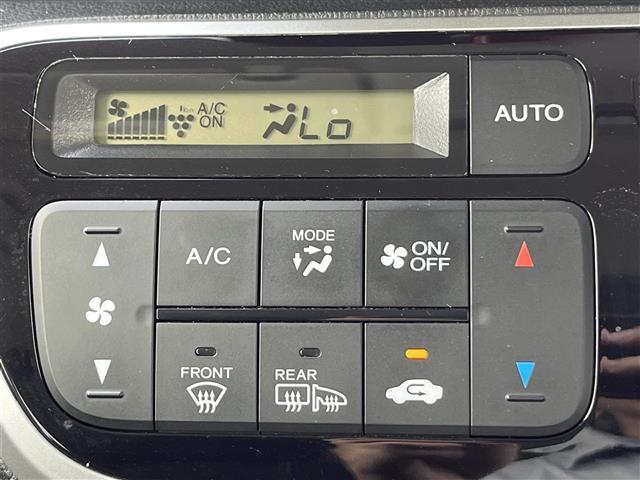 A/C
ON
Lo
AUTO
A/C
MODE
ON/
OFF
FRONT
REAR